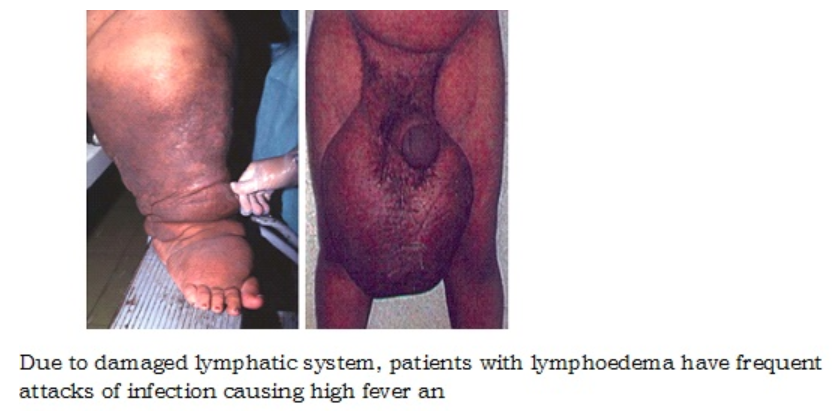 Due to damaged lymphatic system, patients with lymphoedema have frequent
attacks of infection causing high fever an